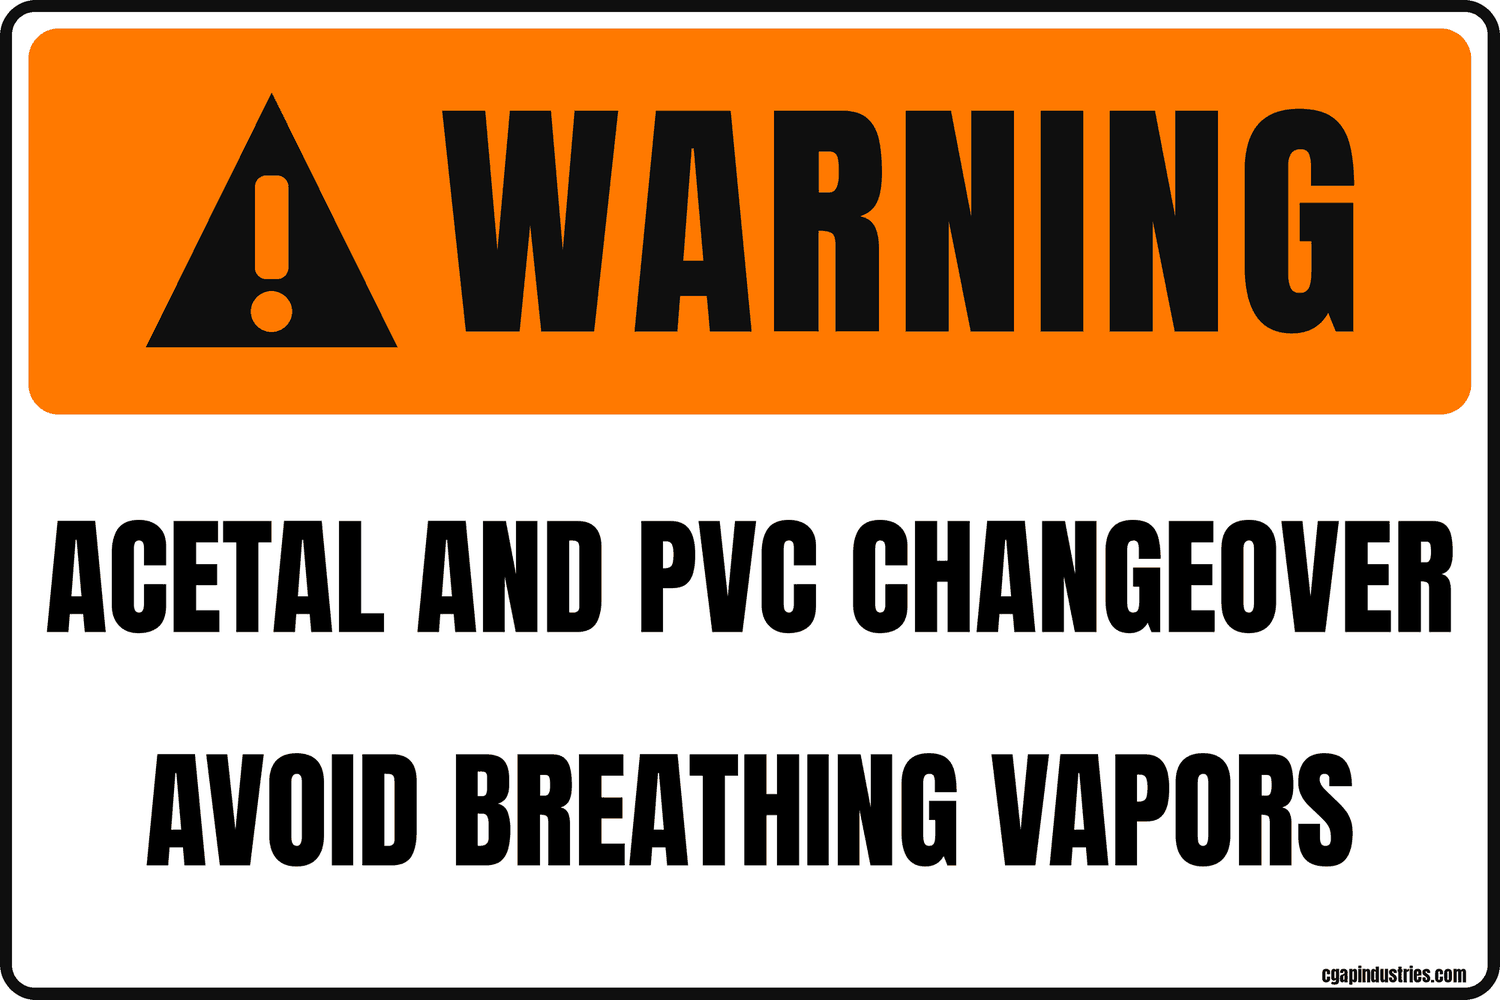 WARNING
ACETAL AND PVC CHANGEOVER
AVOID BREATHING VAPORS
cgapindustries.com